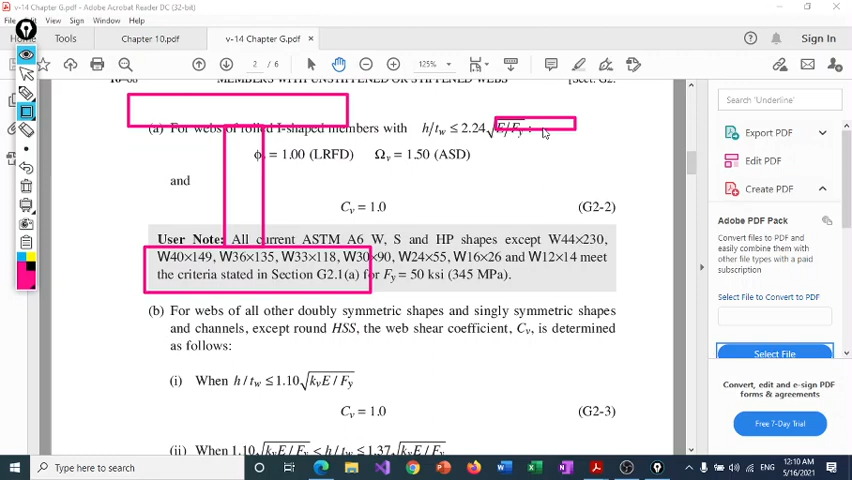 v-14 Chapter G.pdf - Adobe Acrobat Reader DC (32-bit)
File Edit View Sign Window Help
Home Tools Chapter 10.pdf v-14 Chapter G.pdf × Sign In
2 / 6 125%
MEMBERS WITH UNSTIFFENED OR STIFFENED WEBS [Sect. G2.
(a) For webs of rolled I-shaped members with h/tw ≤ 2.24√E/Fy :
ϕv = 1.00 (LRFD) Ωv = 1.50 (ASD)
and
Cv = 1.0 (G2-2)
User Note: All current ASTM A6 W, S and HP shapes except W44×230,
W40×149, W36×135, W33×118, W30×90, W24×55, W16×26 and W12×14 meet
the criteria stated in Section G2.1(a) for Fy = 50 ksi (345 MPa).
(b) For webs of all other doubly symmetric shapes and singly symmetric shapes
and channels, except round HSS, the web shear coefficient, Cv, is determined
as follows:
(i) When h / tw ≤ 1.10√kvE / Fy
Cv = 1.0 (G2-3)
(ii) When 1.10√kvE / Fy < h / tw ≤ 1.37√kvE / Fy
Search 'Underline'
Export PDF
Edit PDF
Create PDF
Adobe PDF Pack
Convert files to PDF and
easily combine them with
other file types with a paid
subscription
Select File to Convert to PDF
Select File
Convert, edit and e-sign PDF
forms & agreements
Free 7-Day Trial
Type here to search
ENG
12:10 AM
5/16/2021